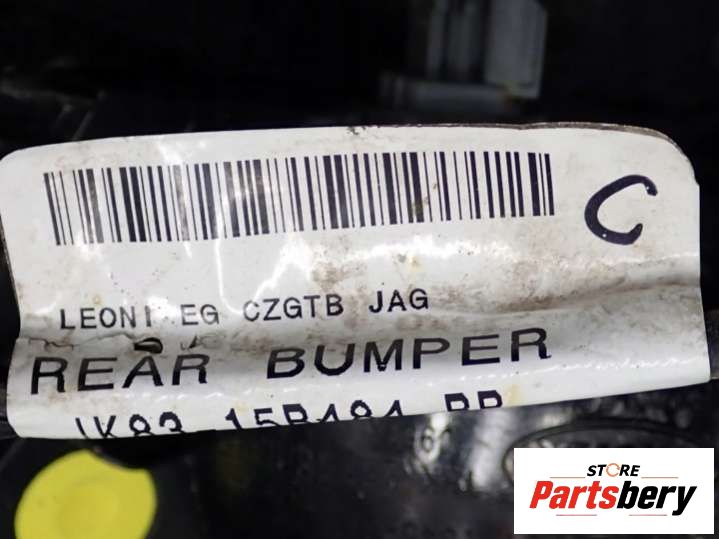 C
LEONI EG CZGTB JAG
REAR BUMPER
STORE
Partsbery